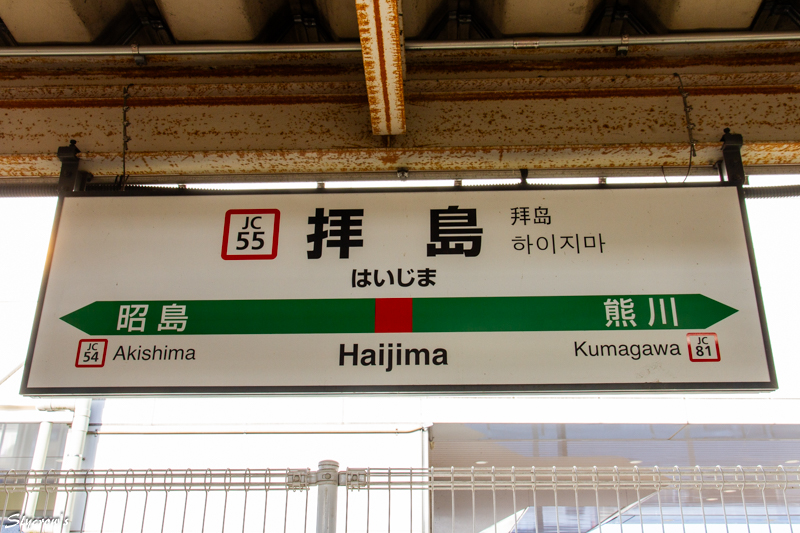 JC
55
拝島
拝岛
하이지마
はいじま
昭島
熊川
JC
54
Akishima
Haijima
Kumagawa
JC
81